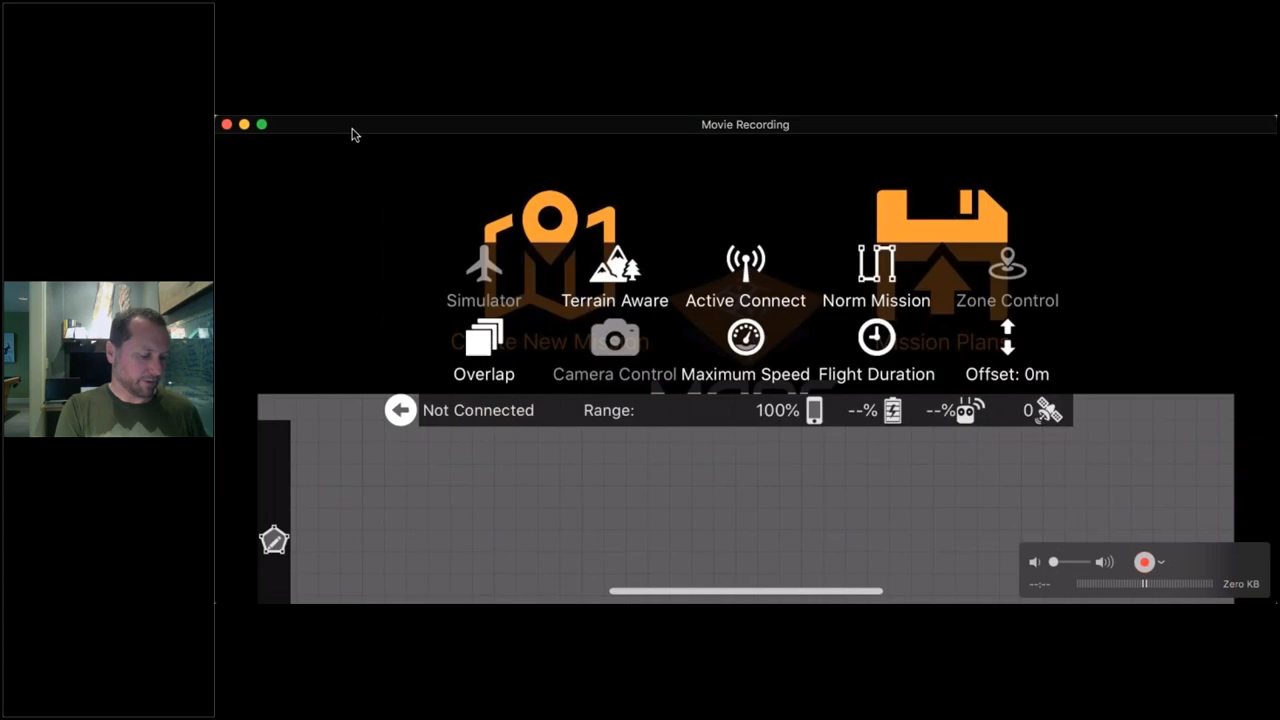 Movie Recording
Simulator Terrain Aware Active Connect Norm Mission Zone Control
Overlap Camera Control Maximum Speed Flight Duration Offset: 0m
Not Connected Range: 100% --% --% 0
--:-- Zero KB